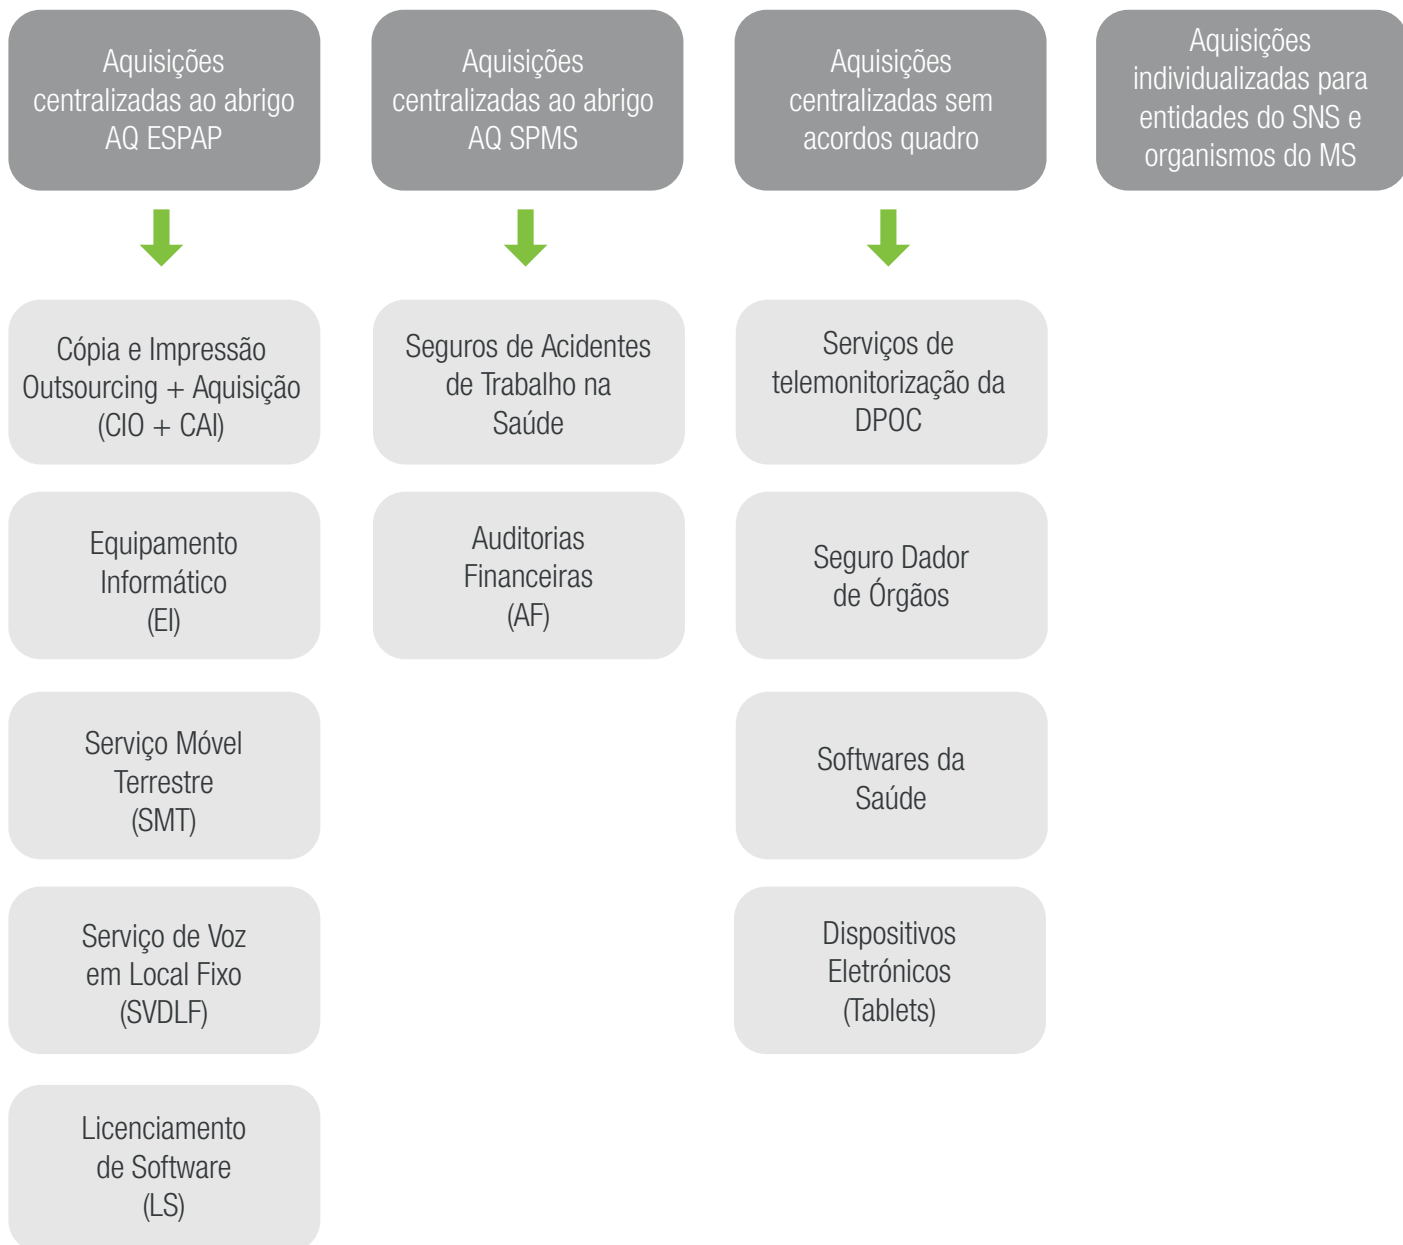 Aquisições
centralizadas ao abrigo
AQ ESPAP
Aquisições
centralizadas ao abrigo
AQ SPMS
Aquisições
centralizadas sem
acordos quadro
Aquisições
individualizadas para
entidades do SNS e
organismos do MS
Cópia e Impressão
Outsourcing + Aquisição
(CIO + CAI)
Equipamento
Informático
(EI)
Serviço Móvel
Terrestre
(SMT)
Serviço de Voz
em Local Fixo
(SVDLF)
Licenciamento
de Software
(LS)
Seguros de Acidentes
de Trabalho na
Saúde
Auditorias
Financeiras
(AF)
Serviços de
telemonitorização da
DPOC
Seguro Dador
de Órgãos
Softwares da
Saúde
Dispositivos
Eletrónicos
(Tablets)